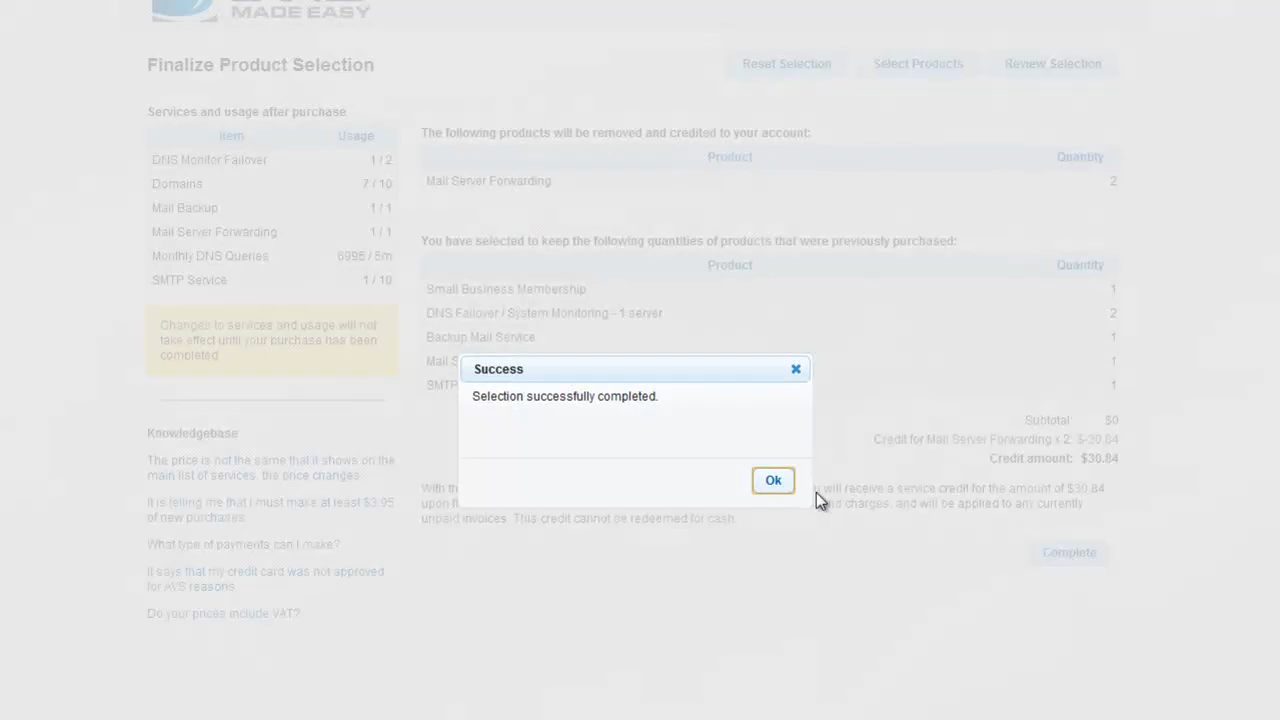 MADE EASY
Finalize Product Selection
Reset Selection
Select Products
Review Selection
Services and usage after purchase
Item Usage
DNS Monitor Failover 1 / 2
Domains 7 / 10
Mail Backup 1 / 1
Mail Server Forwarding 1 / 1
Monthly DNS Queries 6995 / 5m
SMTP Service 1 / 10
Changes to services and usage will not
take effect until your purchase has been
completed
Knowledgebase
The price is not the same that it shows on the
main list of services, the price changes.
It is telling me that I must make at least $3.95
of new purchases.
What type of payments can I make?
It says that my credit card was not approved
for AVS reasons.
Do your prices include VAT?
The following products will be removed and credited to your account:
Product Quantity
Mail Server Forwarding 2
You have selected to keep the following quantities of products that were previously purchased:
Product Quantity
Small Business Membership 1
DNS Failover / System Monitoring - 1 server 2
Backup Mail Service 1
Mail S 1
SMTP 1
Subtotal: $0
Credit for Mail Server Forwarding x 2: $-30.84
Credit amount: $30.84
With th will receive a service credit for the amount of $30.84
upon and charges, and will be applied to any currently
unpaid invoices. This credit cannot be redeemed for cash.
Complete
Success
Selection successfully completed.
Ok